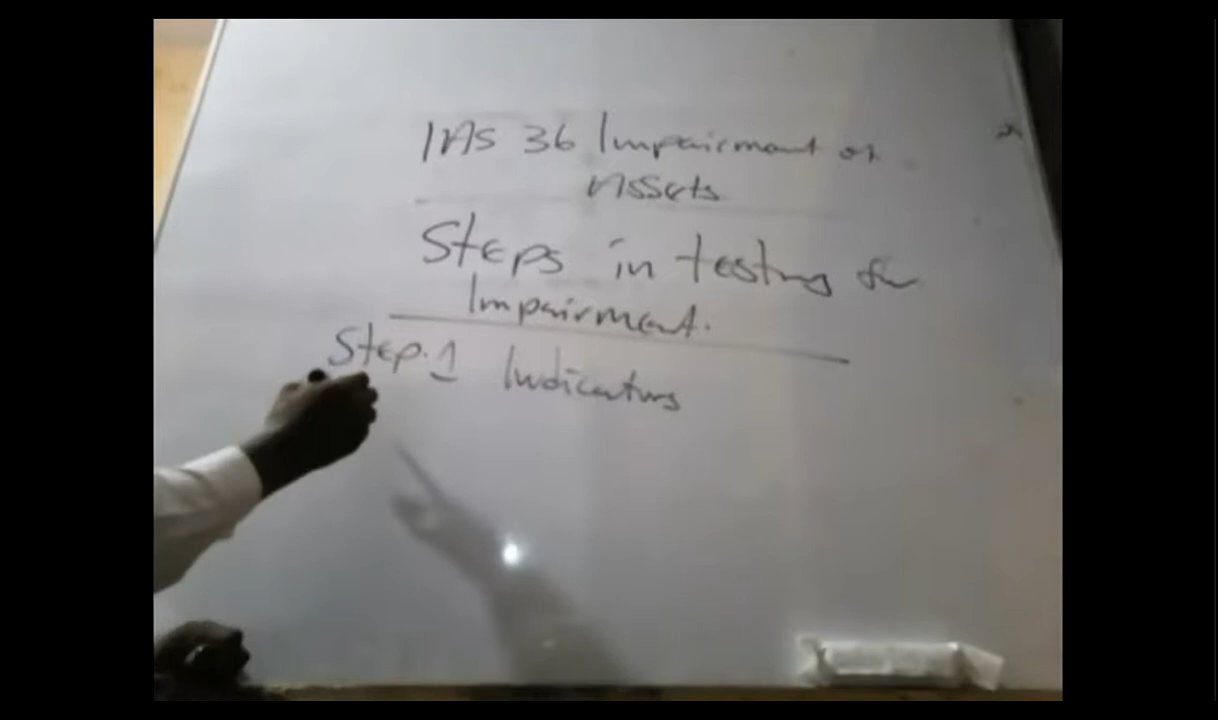 IAS 36 Impairment of
Assets
Steps in testing for
Impairment.
Step.1 Indicators